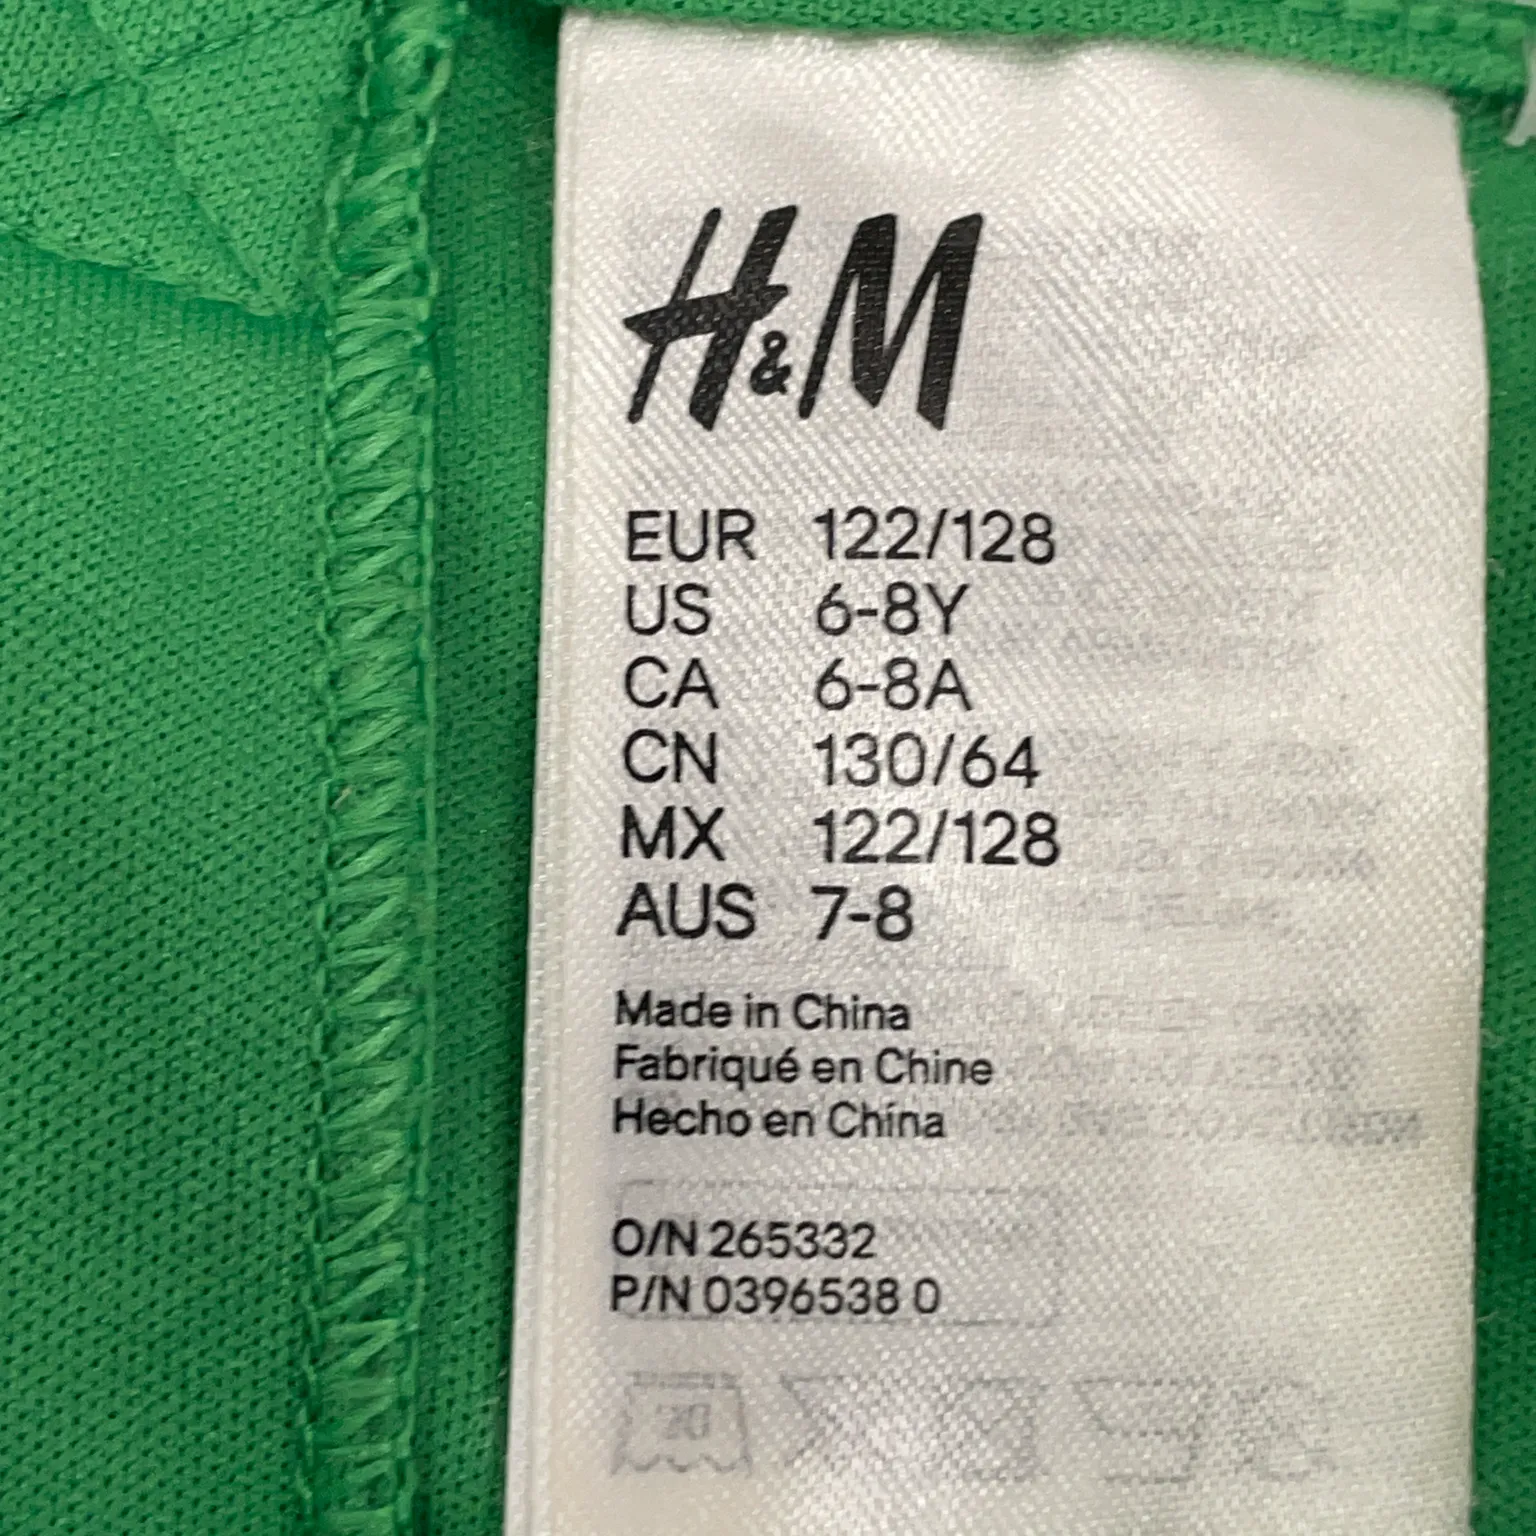 H&M
EUR 122/128
US 6-8Y
CA 6-8A
CN 130/64
MX 122/128
AUS 7-8
Made in China
Fabriqué en Chine
Hecho en China
O/N 265332
P/N 0396538 0